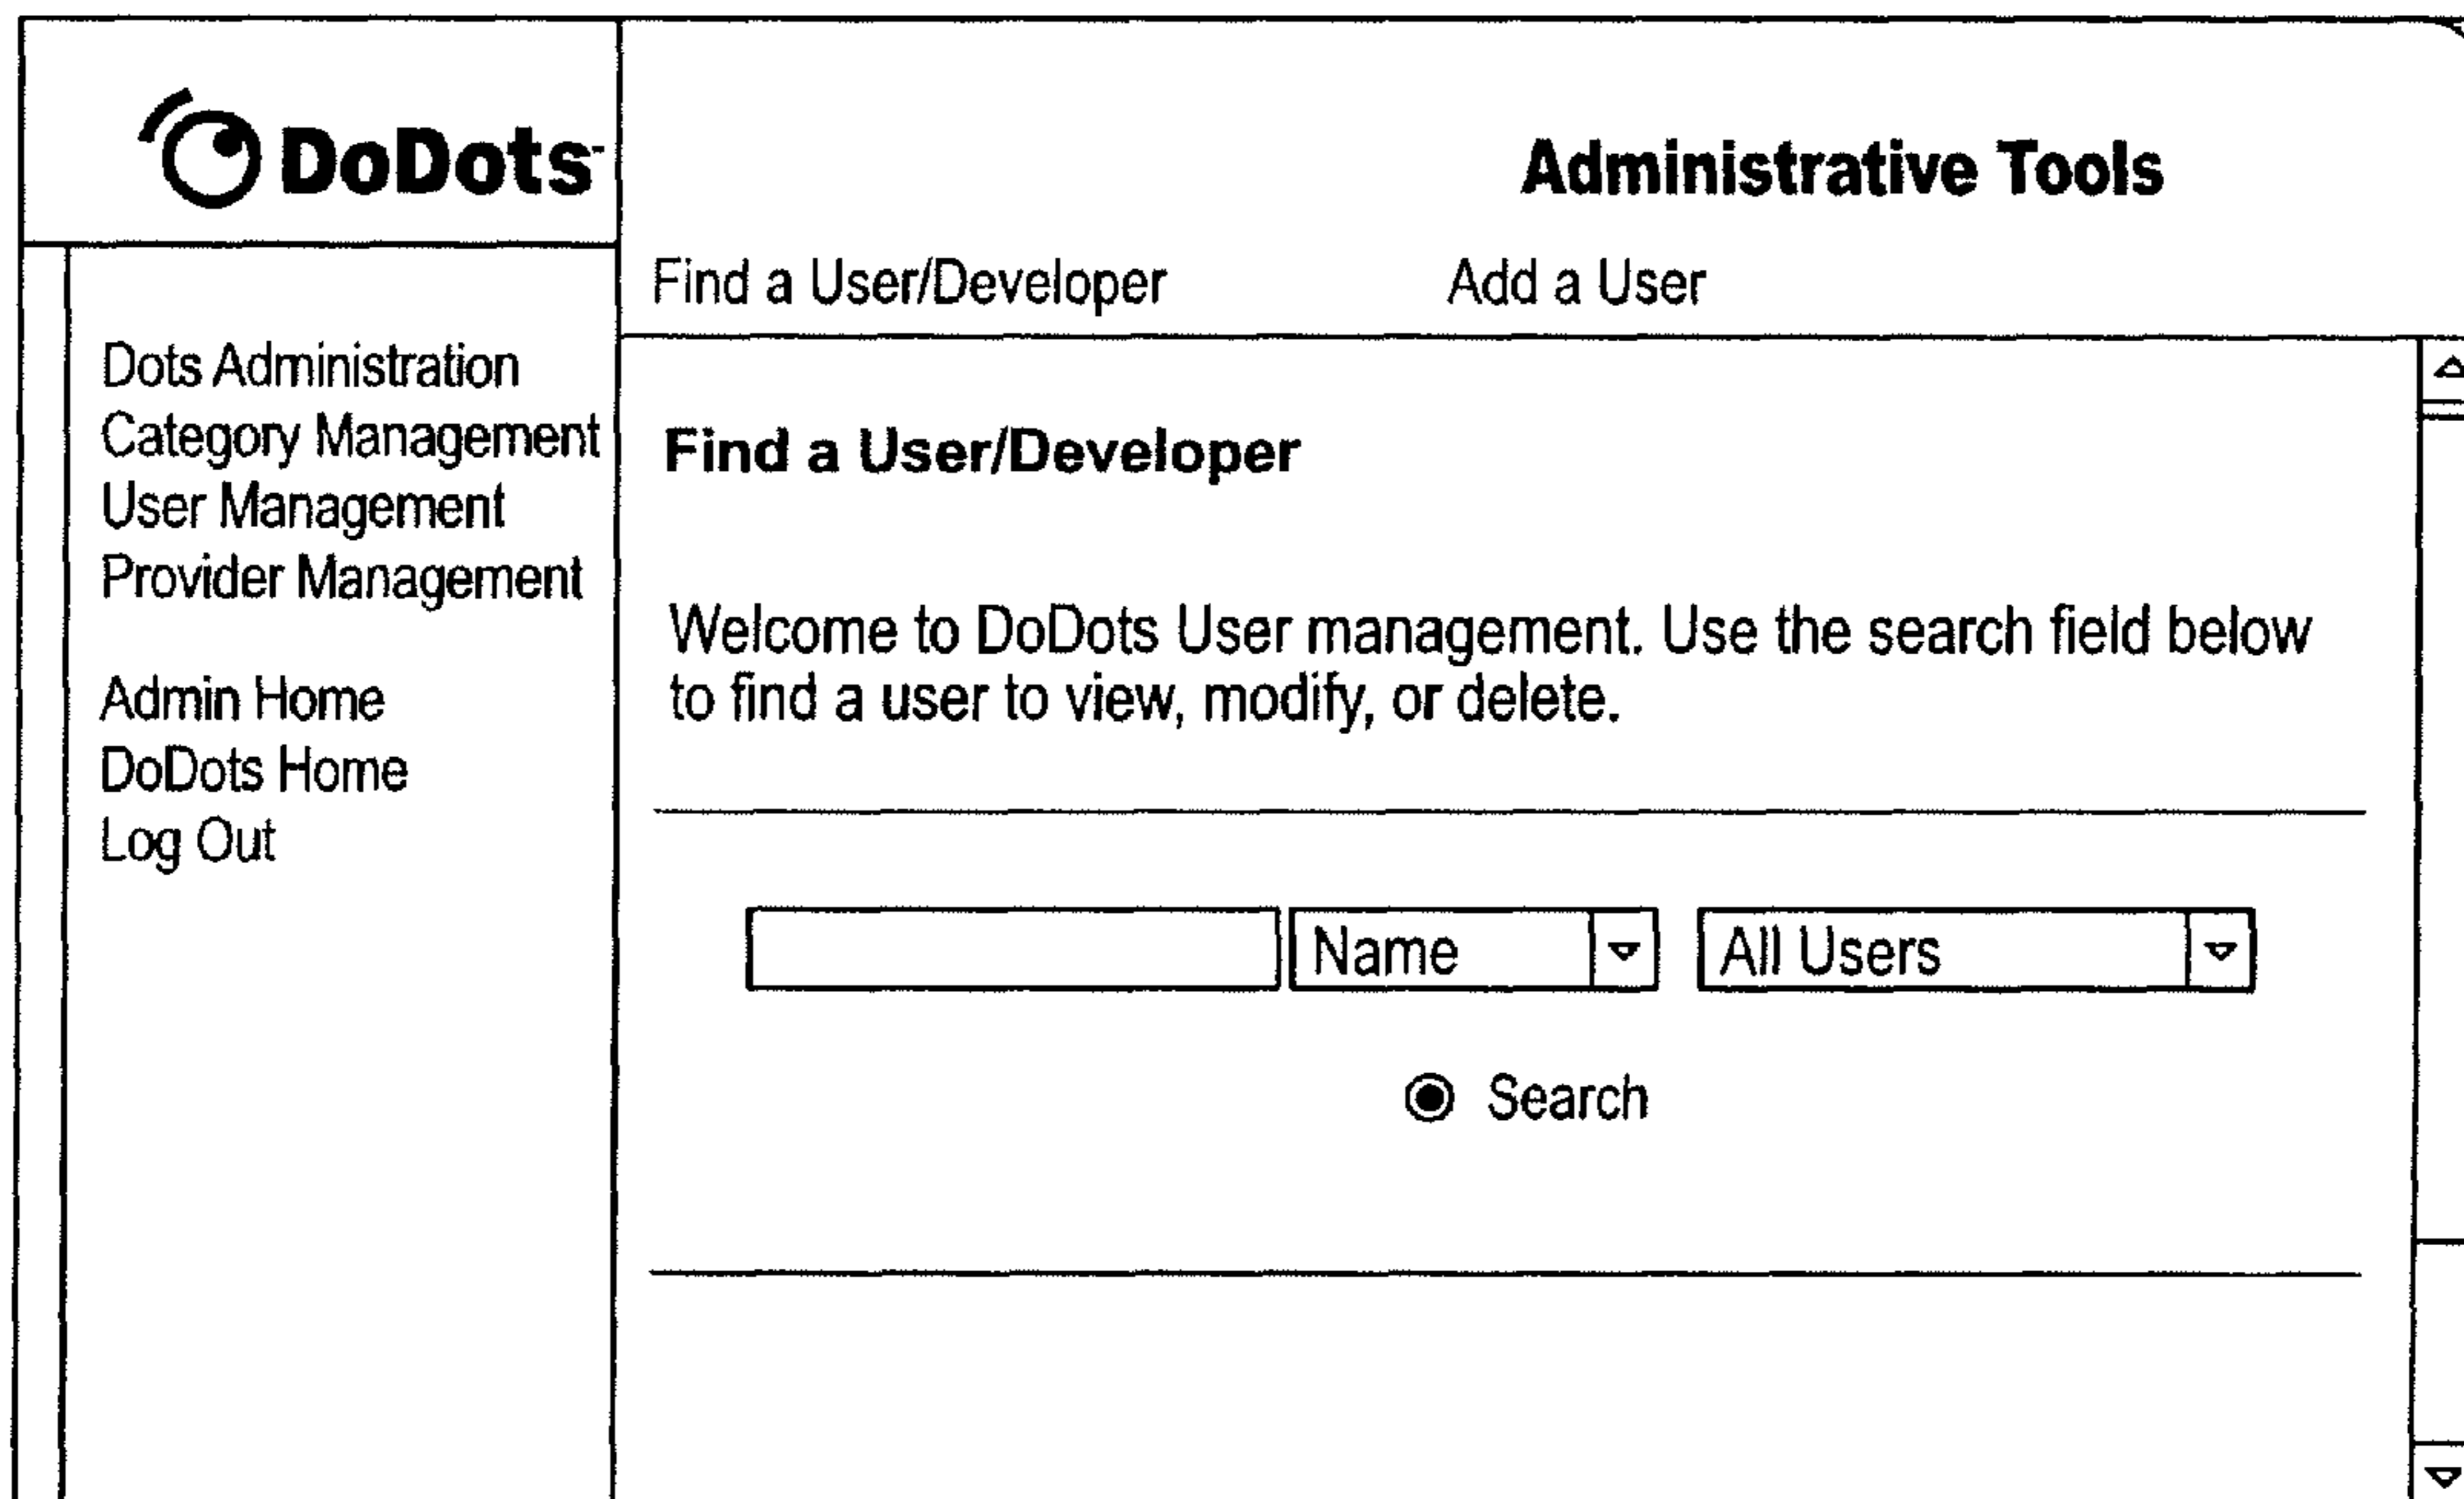 DoDots
Administrative Tools
Find a User/Developer
Add a User
Dots Administration
Category Management
User Management
Provider Management
Admin Home
DoDots Home
Log Out
Find a User/Developer
Welcome to DoDots User management. Use the search field below
to find a user to view, modify, or delete.
Name
All Users
Search